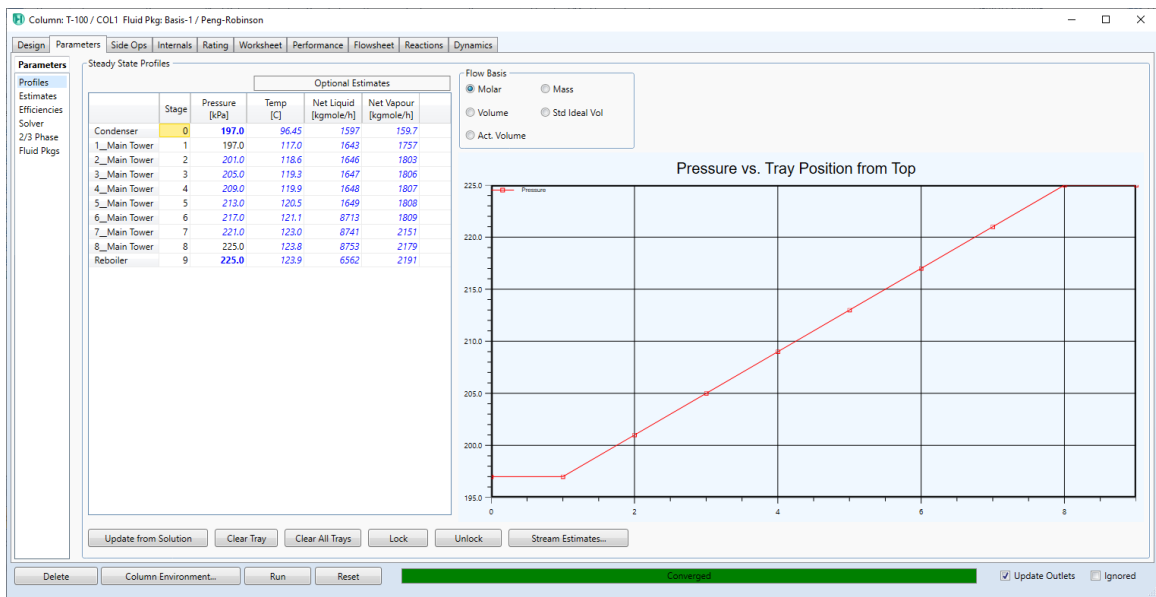 Column: T-100 / COL1 Fluid Pkg: Basis-1 / Peng-Robinson
Design Parameters Side Ops Internals Rating Worksheet Performance Flowsheet Reactions Dynamics
Parameters
Profiles
Estimates
Efficiencies
Solver
2/3 Phase
Fluid Pkgs
Steady State Profiles
Optional Estimates
Stage Pressure [kPa] Temp [C] Net Liquid [kgmole/h] Net Vapour [kgmole/h]
Condenser 0 197.0 96.45 1597 159.7
1__Main Tower 1 197.0 117.0 1643 1757
2__Main Tower 2 201.0 118.6 1646 1803
3__Main Tower 3 205.0 119.3 1647 1806
4__Main Tower 4 209.0 119.9 1648 1807
5__Main Tower 5 213.0 120.5 1649 1808
6__Main Tower 6 217.0 121.1 8713 1809
7__Main Tower 7 221.0 123.0 8741 2151
8__Main Tower 8 225.0 123.8 8753 2179
Reboiler 9 225.0 123.9 6562 2191
Flow Basis
Molar Mass
Volume Std Ideal Vol
Act. Volume
Pressure vs. Tray Position from Top
Pressure
225.0
220.0
215.0
210.0
205.0
200.0
195.0
0 2 4 6 8
Update from Solution Clear Tray Clear All Trays Lock Unlock Stream Estimates...
Delete Column Environment... Run Reset Converged Update Outlets Ignored